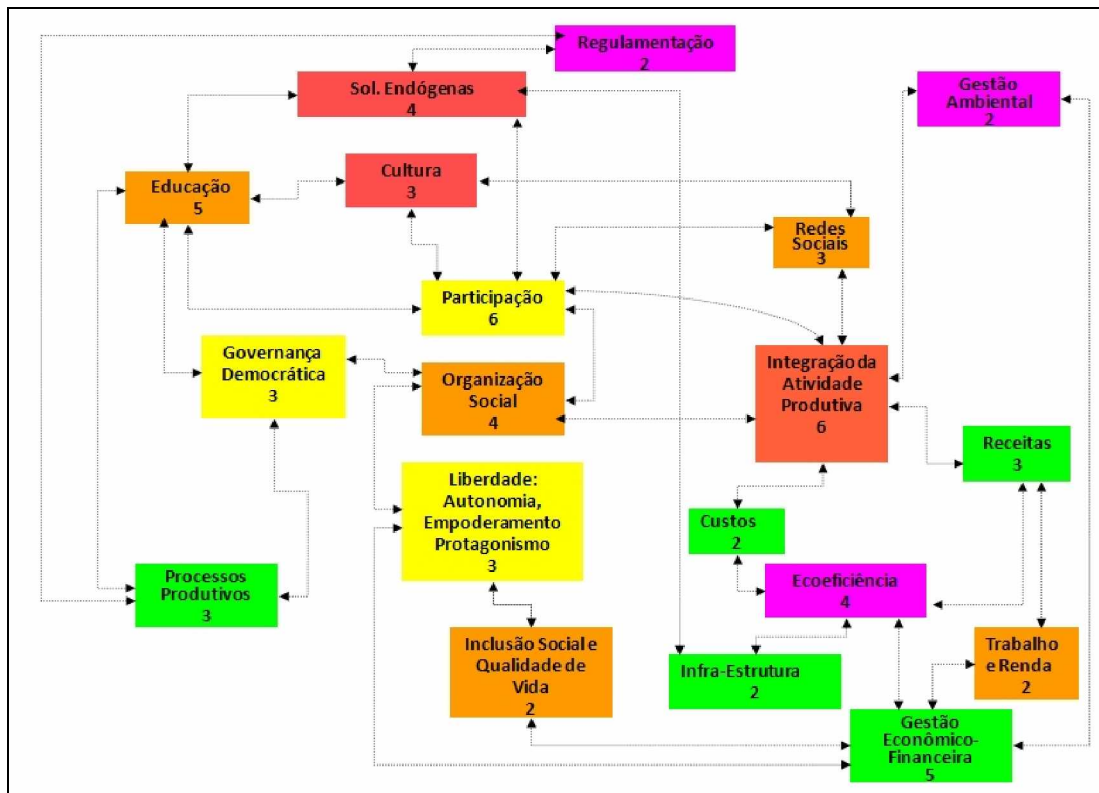 Regulamentação
2
Sol. Endógenas
4
Gestão
Ambiental
2
Cultura
3
Educação
5
Redes
Sociais
3
Participação
6
Governança
Democrática
3
Organização
Social
4
Integração da
Atividade
Produtiva
6
Receitas
3
Liberdade:
Autonomia,
Empoderamento
Protagonismo
3
Custos
2
Processos
Produtivos
3
Ecoeficiência
4
Inclusão Social e
Qualidade de
Vida
2
Infra-Estrutura
2
Trabalho
e Renda
2
Gestão
Econômico-
Financeira
5